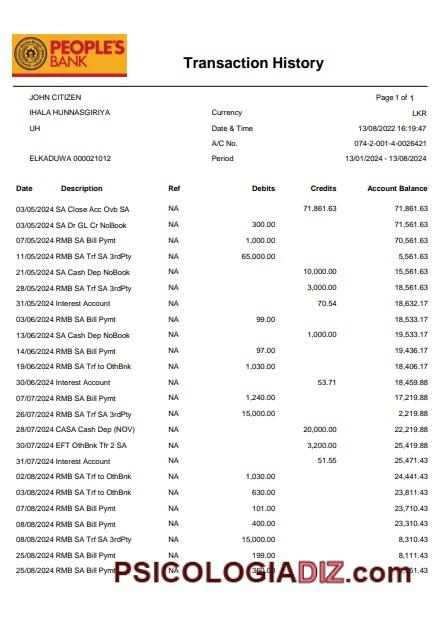 PEOPLE'S
BANK
Transaction History
JOHN CITIZEN Page 1 of 1
IHALA HUNNASGIRIYA Currency LKR
UH Date & Time 13/08/2022 16:19:47
A/C No. 074-2-001-4-0026421
ELKADUWA 000021012 Period 13/01/2024 - 13/08/2024
Date Description Ref Debits Credits Account Balance
03/05/2024 SA Close Acc Ovb SA NA 71,861.63 71,861.63
03/05/2024 SA Dr GL Cr NoBook NA 300.00 71,561.63
07/05/2024 RMB SA Bill Pymt NA 1,000.00 70,561.63
11/05/2024 RMB SA Trf SA 3rdPty NA 65,000.00 5,561.63
21/05/2024 SA Cash Dep NoBook NA 10,000.00 15,561.63
28/05/2024 RMB SA Trf SA 3rdPty NA 3,000.00 18,561.63
31/05/2024 Interest Account NA 70.54 18,632.17
03/06/2024 RMB SA Bill Pymt NA 99.00 18,533.17
13/06/2024 SA Cash Dep NoBook NA 1,000.00 19,533.17
14/06/2024 RMB SA Bill Pymt NA 97.00 19,436.17
19/06/2024 RMB SA Trf to OthBnk NA 1,030.00 18,406.17
30/06/2024 Interest Account NA 53.71 18,459.88
07/07/2024 RMB SA Bill Pymt NA 1,240.00 17,219.88
26/07/2024 RMB SA Trf SA 3rdPty NA 15,000.00 2,219.88
28/07/2024 CASA Cash Dep (NOV) NA 20,000.00 22,219.88
30/07/2024 EFT OthBnk Tfr 2 SA NA 3,200.00 25,419.88
31/07/2024 Interest Account NA 51.55 25,471.43
02/08/2024 RMB SA Trf to OthBnk NA 1,030.00 24,441.43
03/08/2024 RMB SA Trf to OthBnk NA 630.00 23,811.43
07/08/2024 RMB SA Bill Pymt NA 101.00 23,710.43
08/08/2024 RMB SA Bill Pymt NA 400.00 23,310.43
08/08/2024 RMB SA Trf SA 3rdPty NA 15,000.00 8,310.43
25/08/2024 RMB SA Bill Pymt NA 199.00 8,111.43
25/08/2024 RMB SA Bill Pymt NA
PSICOLOGIADIZ.com